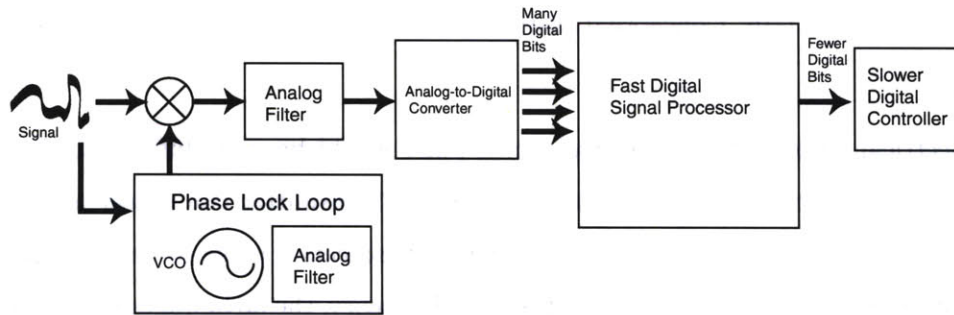 Signal
Analog
Filter
Analog-to-Digital
Converter
Many
Digital
Bits
Fast Digital
Signal Processor
Fewer
Digital
Bits
Slower
Digital
Controller
Phase Lock Loop
VCO
Analog
Filter